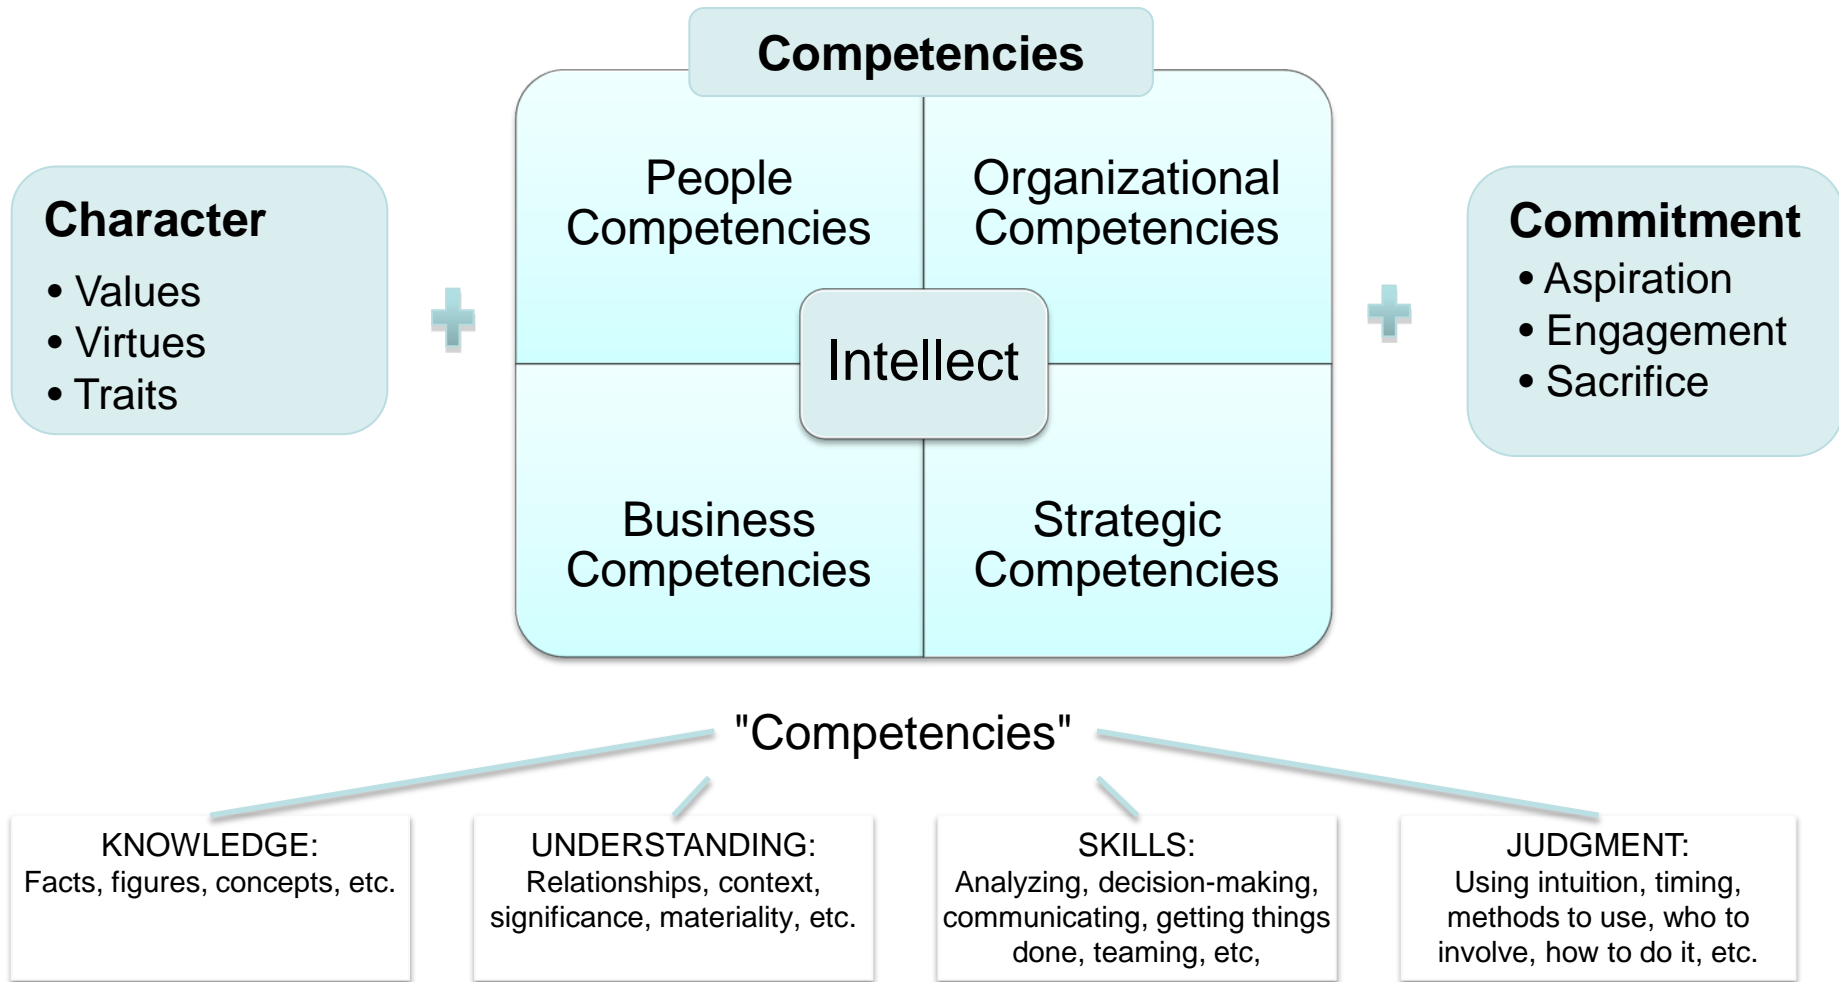 Competencies
Character
• Values
• Virtues
• Traits
People
Competencies
Organizational
Competencies
Intellect
Business
Competencies
Strategic
Competencies
Commitment
• Aspiration
• Engagement
• Sacrifice
"Competencies"
KNOWLEDGE:
Facts, figures, concepts, etc.
UNDERSTANDING:
Relationships, context,
significance, materiality, etc.
SKILLS:
Analyzing, decision-making,
communicating, getting things
done, teaming, etc,
JUDGMENT:
Using intuition, timing,
methods to use, who to
involve, how to do it, etc.